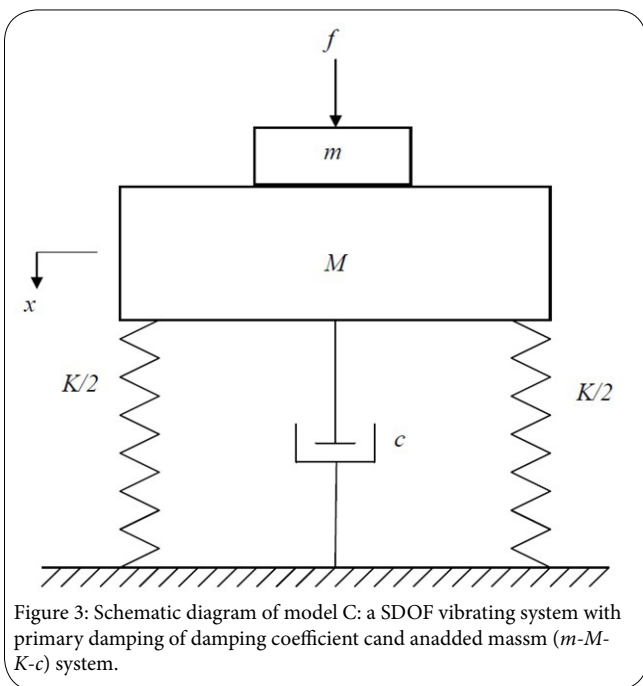 f
m
M
x
K/2
K/2
c
Figure 3: Schematic diagram of model C: a SDOF vibrating system with
primary damping of damping coefficient cand anadded massm (m-M-
K-c) system.